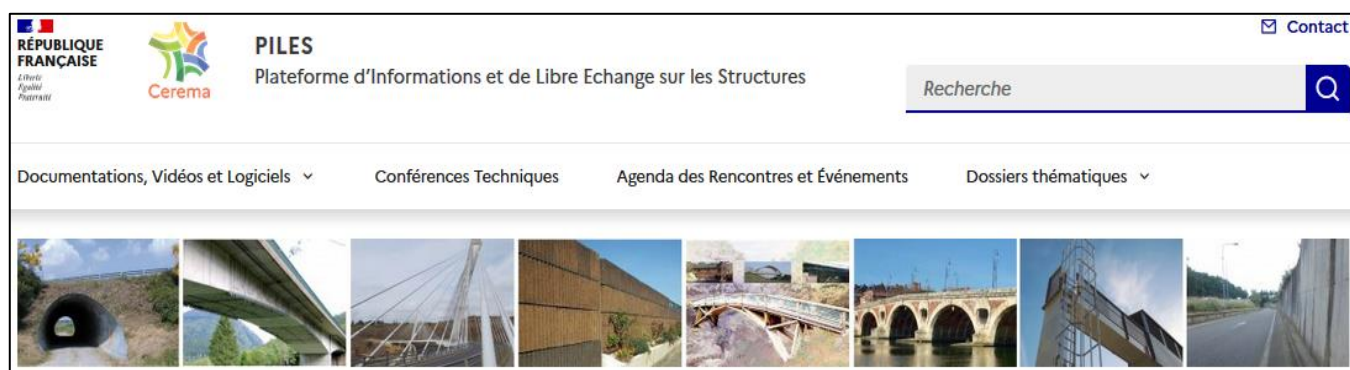 RÉPUBLIQUE
FRANÇAISE
Liberté
Égalité
Fraternité
Cerema
PILES
Plateforme d'Informations et de Libre Echange sur les Structures
Contact
Recherche
Documentations, Vidéos et Logiciels
Conférences Techniques
Agenda des Rencontres et Événements
Dossiers thématiques